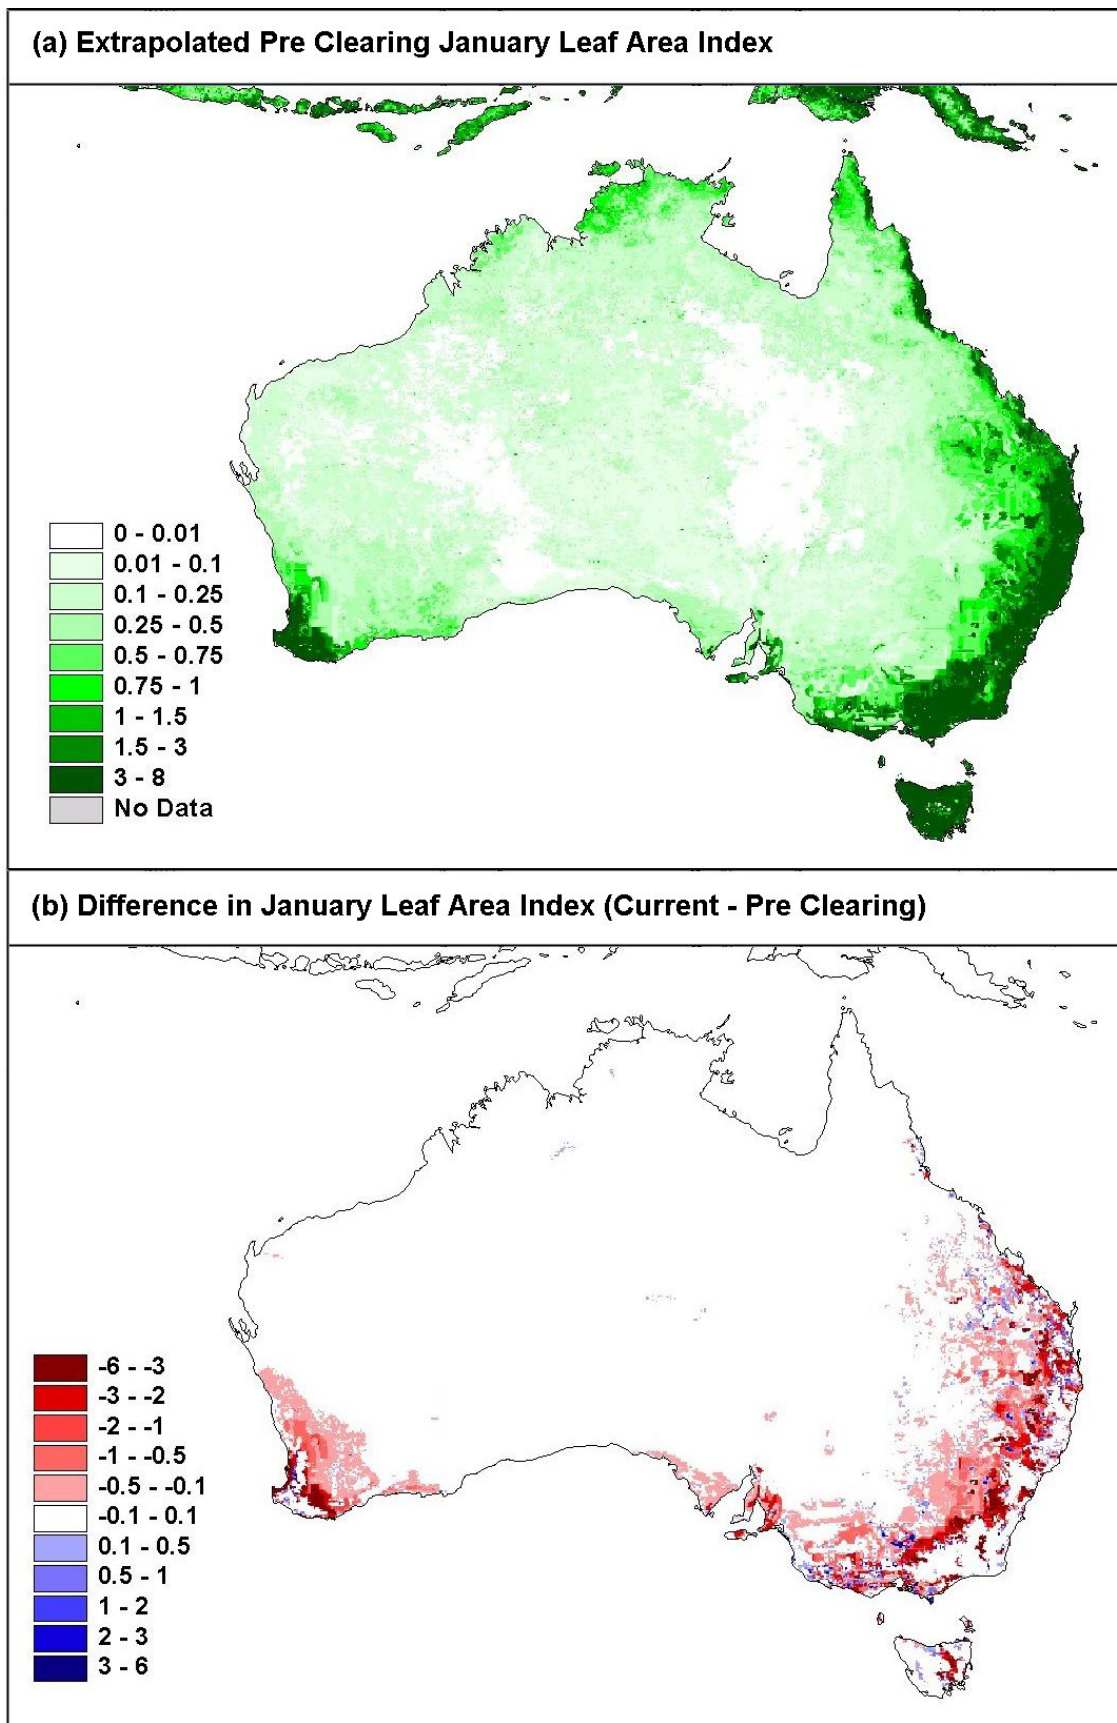 (a) Extrapolated Pre Clearing January Leaf Area Index
0 - 0.01
0.01 - 0.1
0.1 - 0.25
0.25 - 0.5
0.5 - 0.75
0.75 - 1
1 - 1.5
1.5 - 3
3 - 8
No Data
(b) Difference in January Leaf Area Index (Current - Pre Clearing)
-6 - -3
-3 - -2
-2 - -1
-1 - -0.5
-0.5 - -0.1
-0.1 - 0.1
0.1 - 0.5
0.5 - 1
1 - 2
2 - 3
3 - 6